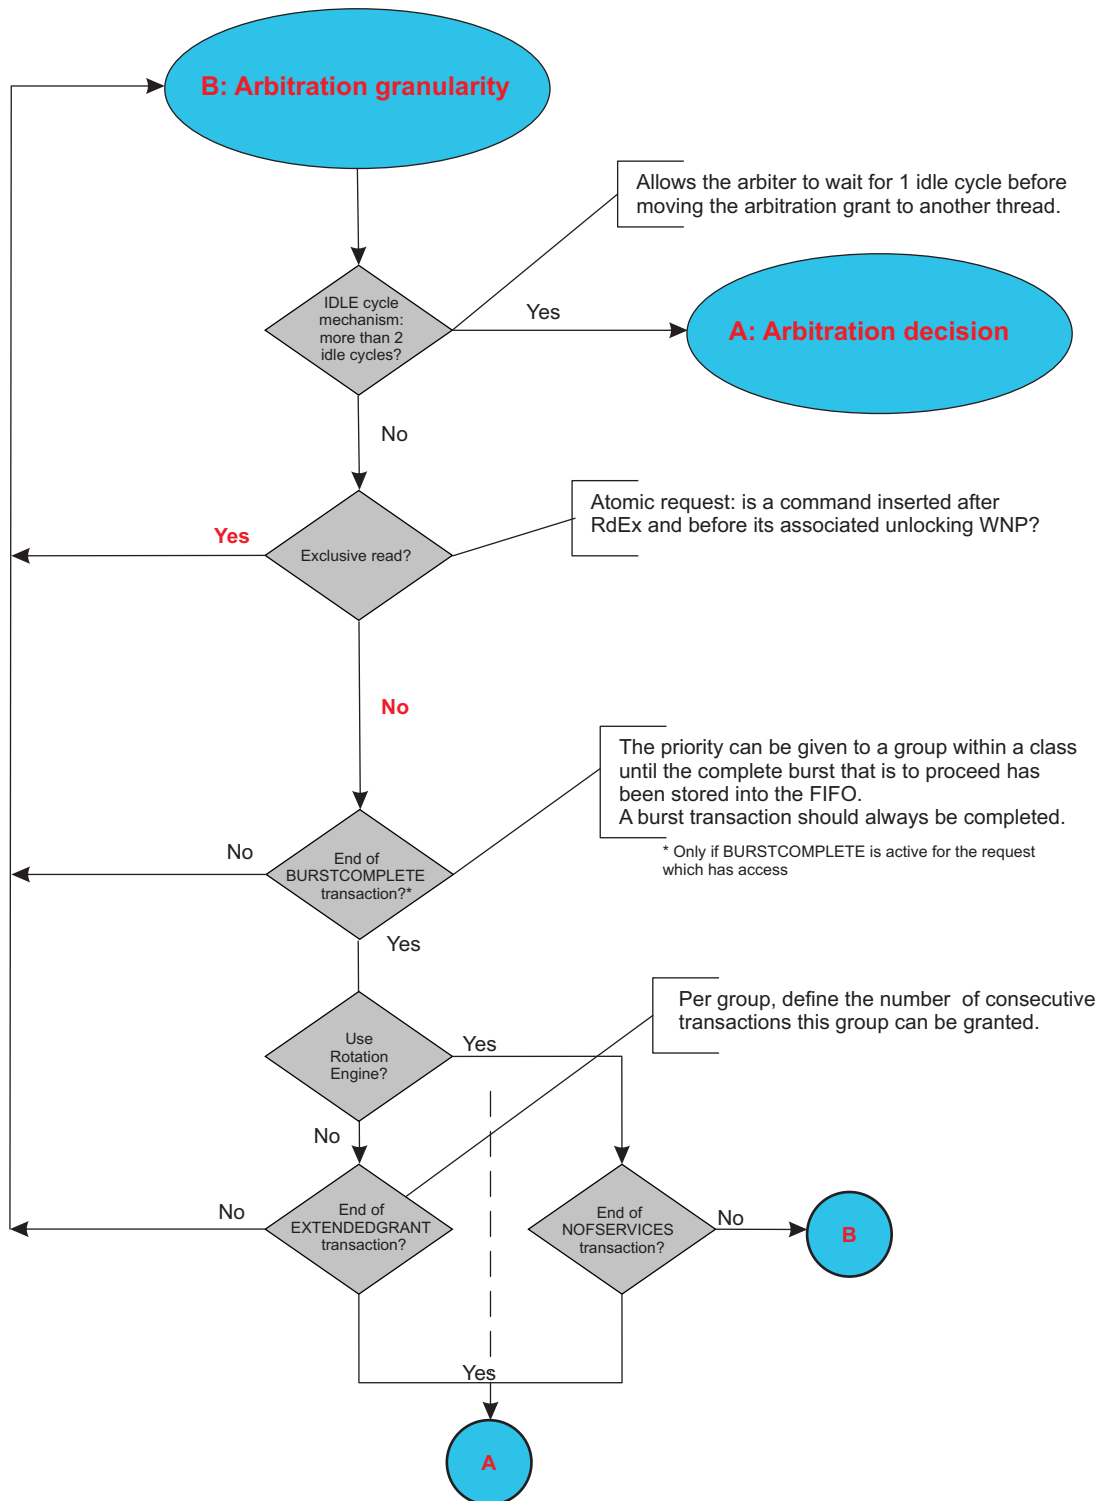 B: Arbitration granularity
Allows the arbiter to wait for 1 idle cycle before
moving the arbitration grant to another thread.
IDLE cycle
mechanism:
more than 2
idle cycles?
Yes
A: Arbitration decision
No
Atomic request: is a command inserted after
RdEx and before its associated unlocking WNP?
Yes
Exclusive read?
No
The priority can be given to a group within a class
until the complete burst that is to proceed has
been stored into the FIFO.
A burst transaction should always be completed.
* Only if BURSTCOMPLETE is active for the request
which has access
No
End of
BURSTCOMPLETE
transaction?*
Yes
Per group, define the number of consecutive
transactions this group can be granted.
Use
Rotation
Engine?
Yes
No
No
End of
EXTENDEDGRANT
transaction?
End of
NOFSERVICES
transaction?
No
B
Yes
A